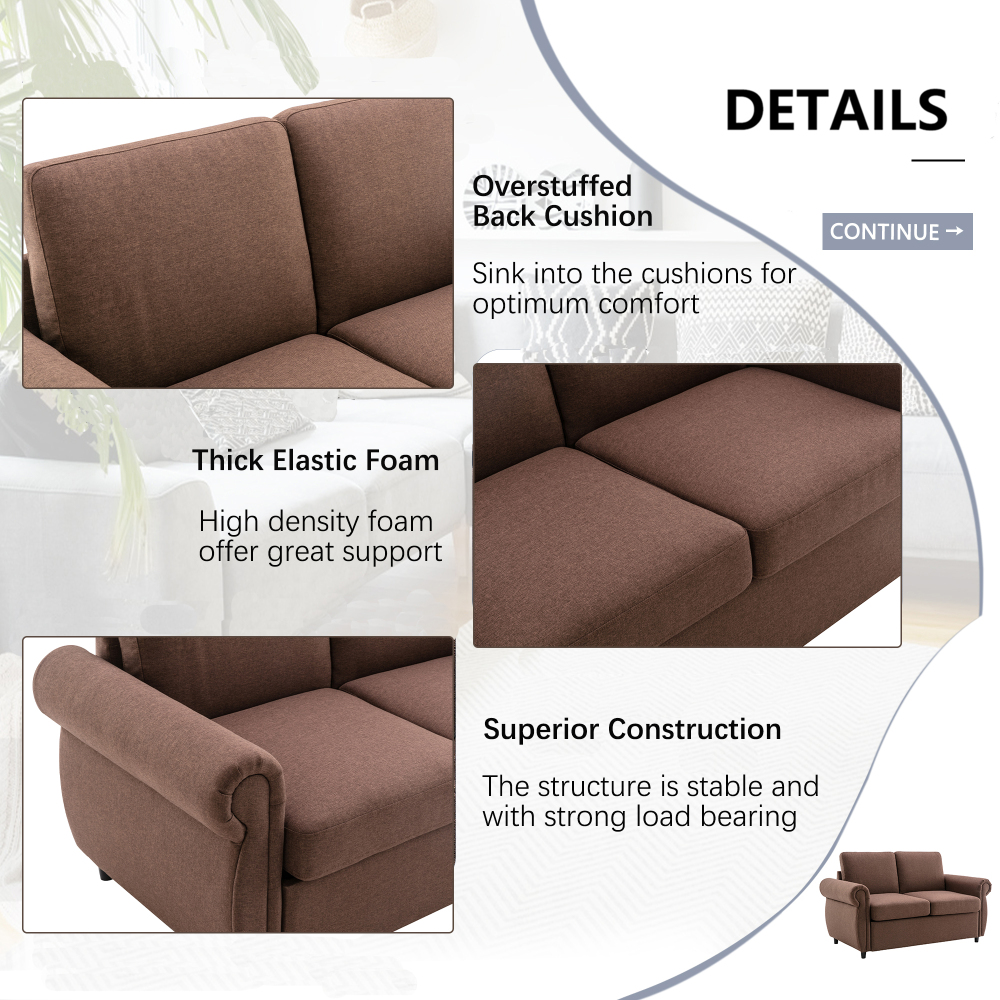 DETAILS
CONTINUE →
Overstuffed
Back Cushion
Sink into the cushions for
optimum comfort
Thick Elastic Foam
High density foam
offer great support
Superior Construction
The structure is stable and
with strong load bearing